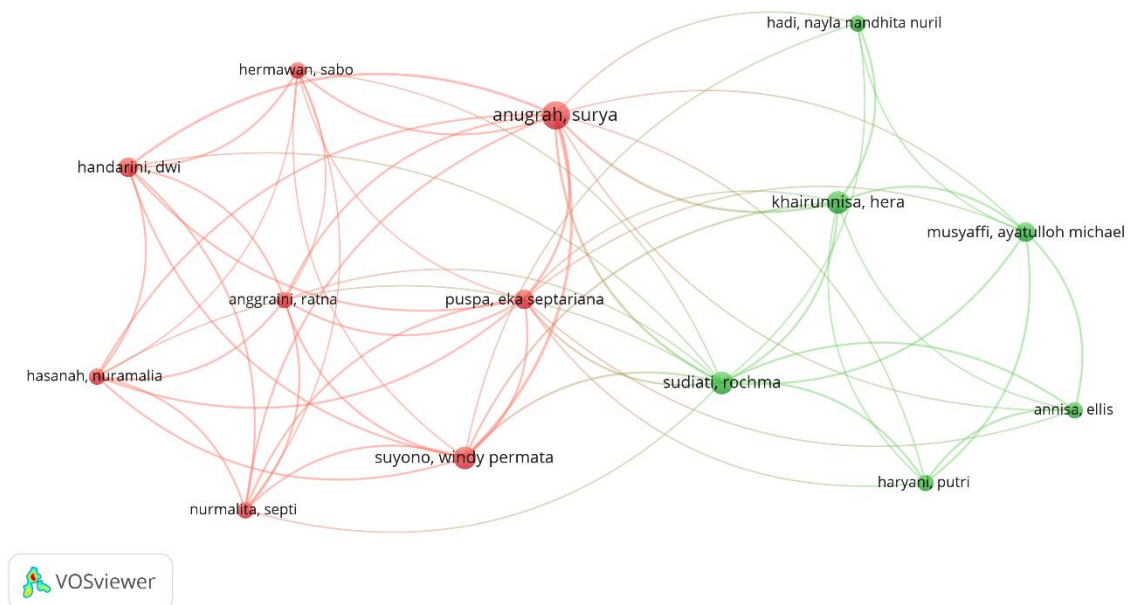 hadi, nayla nandhita nuril
hermawan, sabo
anugrah, surya
handarini, dwi
khairunnisa, hera
musyaffi, ayatulloh michael
anggraini, ratna
puspa, eka septariana
hasanah, nuramalia
sudiati, rochma
annisa, ellis
suyono, windy permata
haryani, putri
nurmalita, septi
VOSviewer